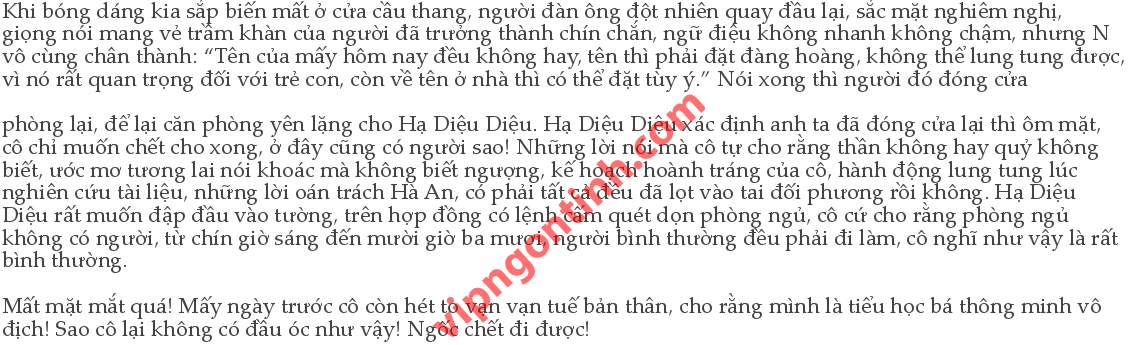 Khi bóng dáng kia sắp biến mất ở cửa cầu thang, người đàn ông đột nhiên quay đầu lại, sắc mặt nghiêm nghị,
giọng nói mang vẻ trầm khàn của người đã trưởng thành chín chắn, ngữ điệu không nhanh không chậm, nhưng N
vô cùng chân thành: “Tên của mấy hôm nay đều không hay, tên thì phải đặt đàng hoàng, không thể lung tung được,
vì nó rất quan trọng đối với trẻ con, còn về tên ở nhà thì có thể đặt tùy ý.” Nói xong thì người đó đóng cửa
phòng lại, để lại căn phòng yên lặng cho Hạ Diệu Diệu. Hạ Diệu Diệu xác định anh ta đã đóng cửa lại thì ôm mặt,
cô chỉ muốn chết cho xong, ở đây cũng có người sao! Những lời nói mà cô tự cho rằng thần không hay quỷ không
biết, ước mơ tương lai nói khoác mà không biết ngượng, kế hoạch hoành tráng của cô, hành động lung tung lúc
nghiên cứu tài liệu, những lời oán trách Hà An, có phải tất cả đều đã lọt vào tai đối phương rồi không. Hạ Diệu
Diệu rất muốn đập đầu vào tường, trên hợp đồng có lệnh cấm quét dọn phòng ngủ, cô cứ cho rằng phòng ngủ
không có người, từ chín giờ sáng đến mười giờ ba mươi, người bình thường đều phải đi làm, cô nghĩ như vậy là rất
bình thường.
Mất mặt mắt quá! Mấy ngày trước cô còn hét to vạn vạn tuế bản thân, cho rằng mình là tiểu học bá thông minh vô
địch! Sao cô lại không có đầu óc như vậy! Ngốc chết đi được!
vipngontinh.com